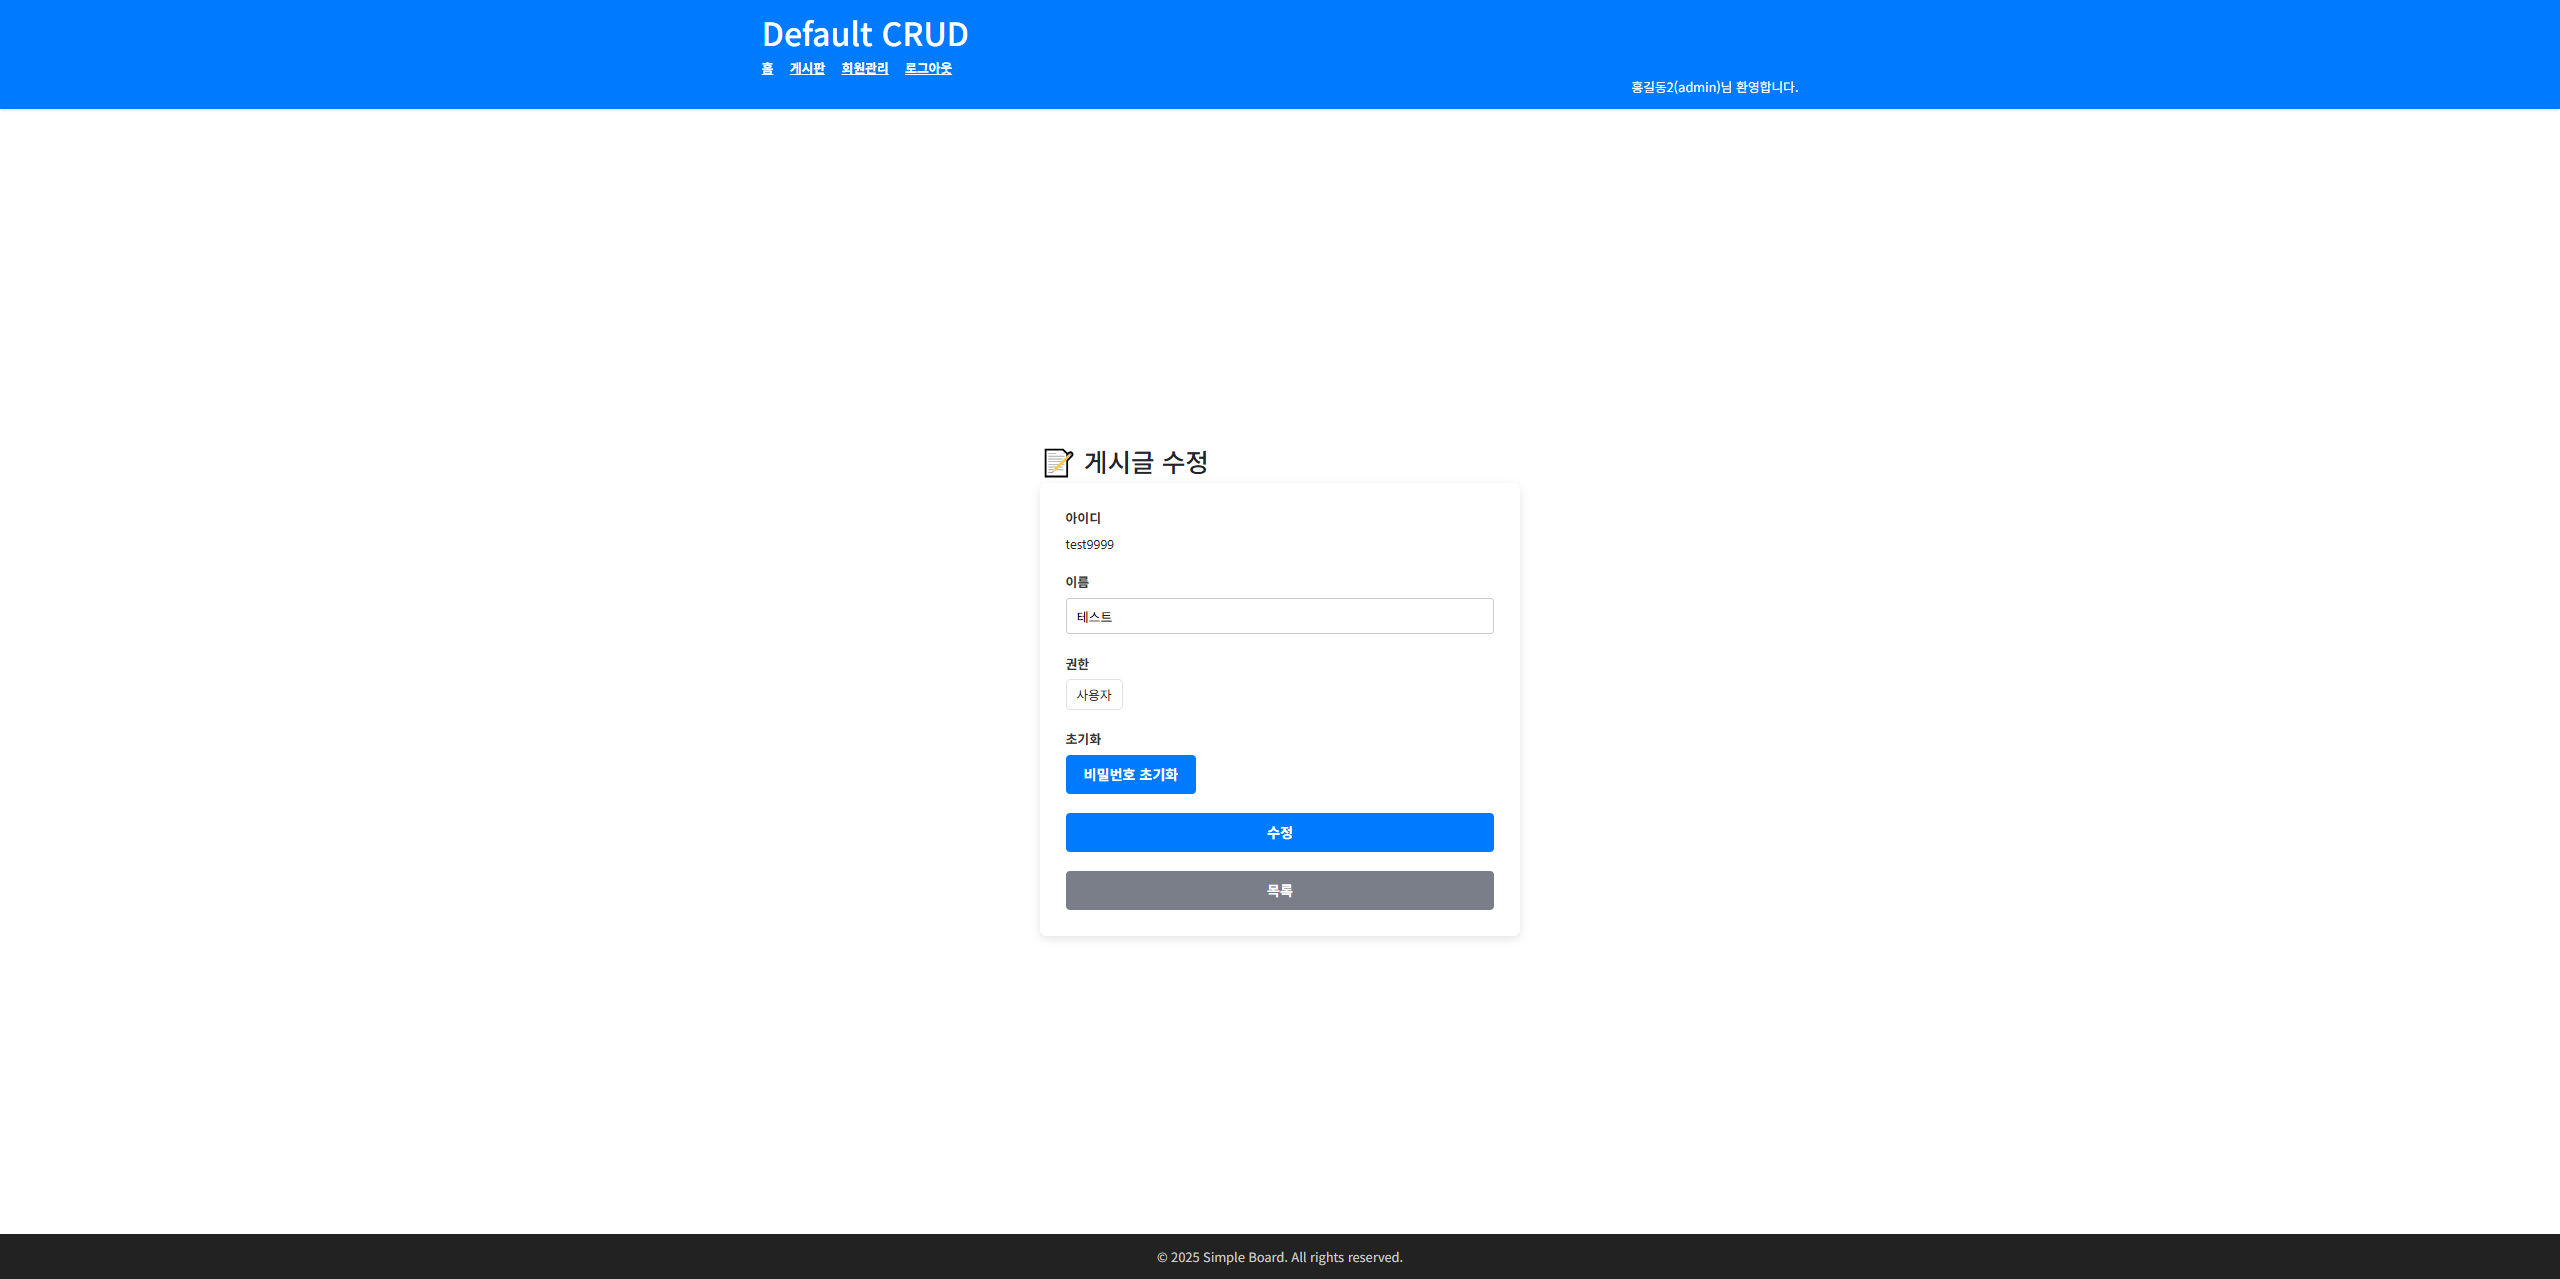 Default CRUD
홈 게시판 회원관리 로그아웃
홍길동2(admin)님 환영합니다.
📝 게시글 수정
아이디
test9999
이름
테스트
권한
사용자
초기화
비밀번호 초기화
수정
목록
© 2025 Simple Board. All rights reserved.